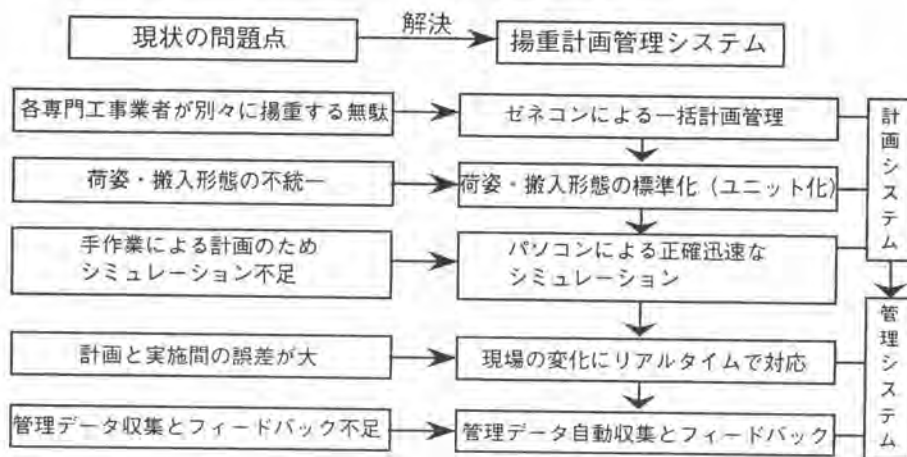 現状の問題点
解決
揚重計画管理システム
各専門工事業者が別々に揚重する無駄
ゼネコンによる一括計画管理
荷姿・搬入形態の不統一
荷姿・搬入形態の標準化(ユニット化)
手作業による計画のため
シミュレーション不足
パソコンによる正確迅速な
シミュレーション
計画システム
計画と実施間の誤差が大
現場の変化にリアルタイムで対応
管理データ収集とフィードバック不足
管理データ自動収集とフィードバック
管理システム